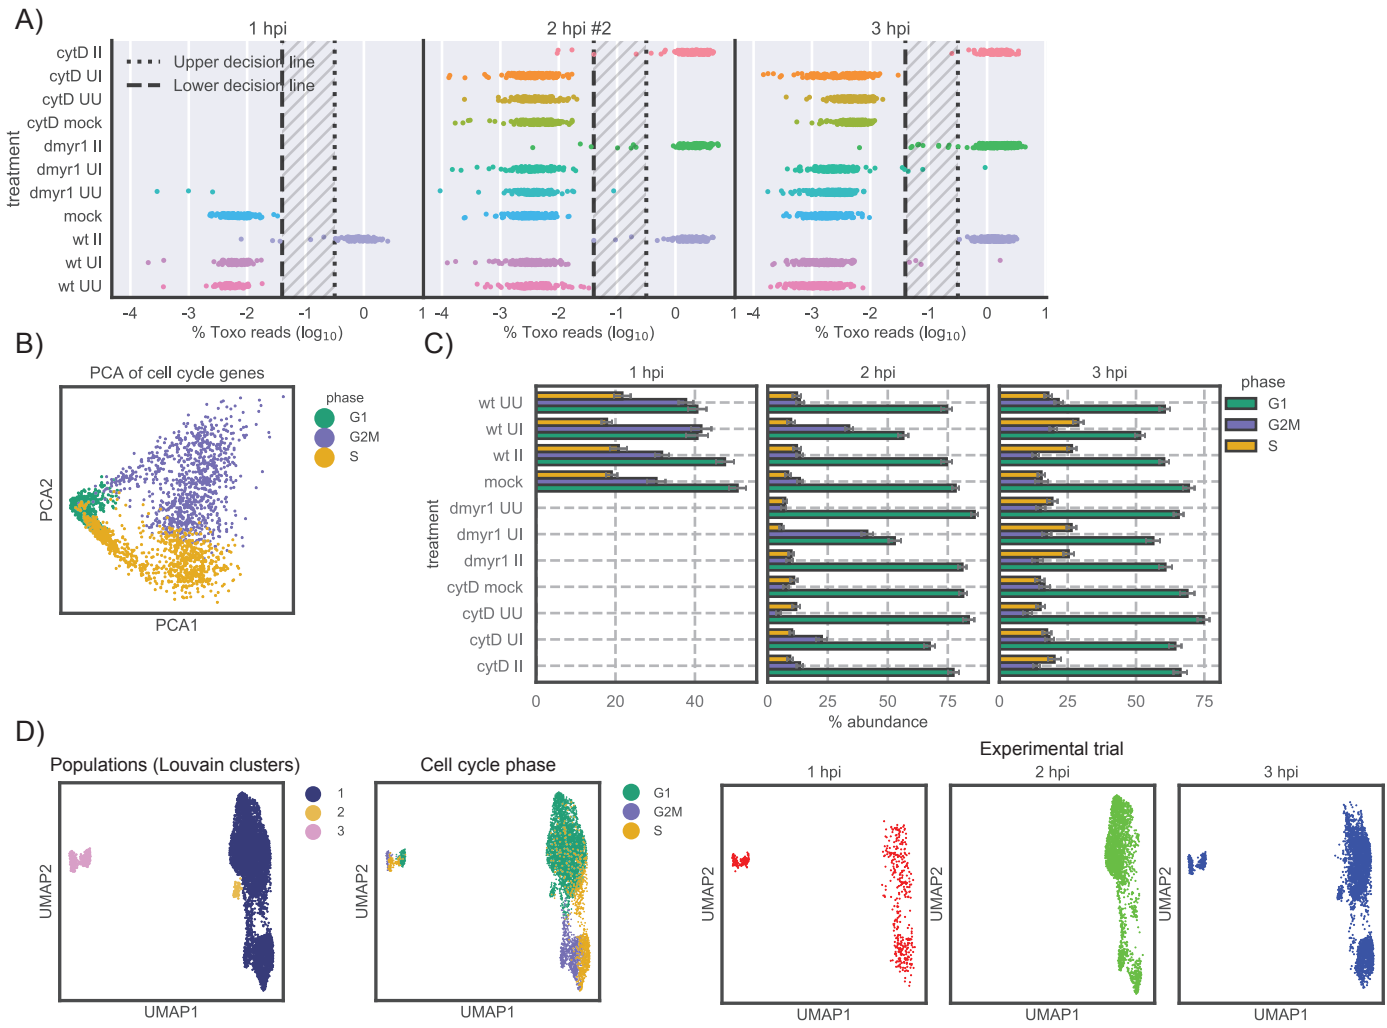 A)
1 hpi
2 hpi #2
3 hpi
treatment
cytD II
cytD UI
cytD UU
cytD mock
dmyr1 II
dmyr1 UI
dmyr1 UU
mock
wt II
wt UI
wt UU
Upper decision line
Lower decision line
−4 −3 −2 −1 0 1
−4 −3 −2 −1 0 1
−4 −3 −2 −1 0 1
% Toxo reads (log10)
% Toxo reads (log10)
% Toxo reads (log10)
B)
PCA of cell cycle genes
PCA2
PCA1
phase
G1
G2M
S
C)
1 hpi
2 hpi
3 hpi
treatment
wt UU
wt UI
wt II
mock
dmyr1 UU
dmyr1 UI
dmyr1 II
cytD mock
cytD UU
cytD UI
cytD II
0 20 40
0 25 50 75
0 25 50 75
% abundance
phase
G1
G2M
S
D)
Populations (Louvain clusters)
UMAP2
UMAP1
1
2
3
Cell cycle phase
UMAP2
UMAP1
G1
G2M
S
Experimental trial
1 hpi
2 hpi
3 hpi
UMAP2
UMAP1
UMAP2
UMAP1
UMAP2
UMAP1